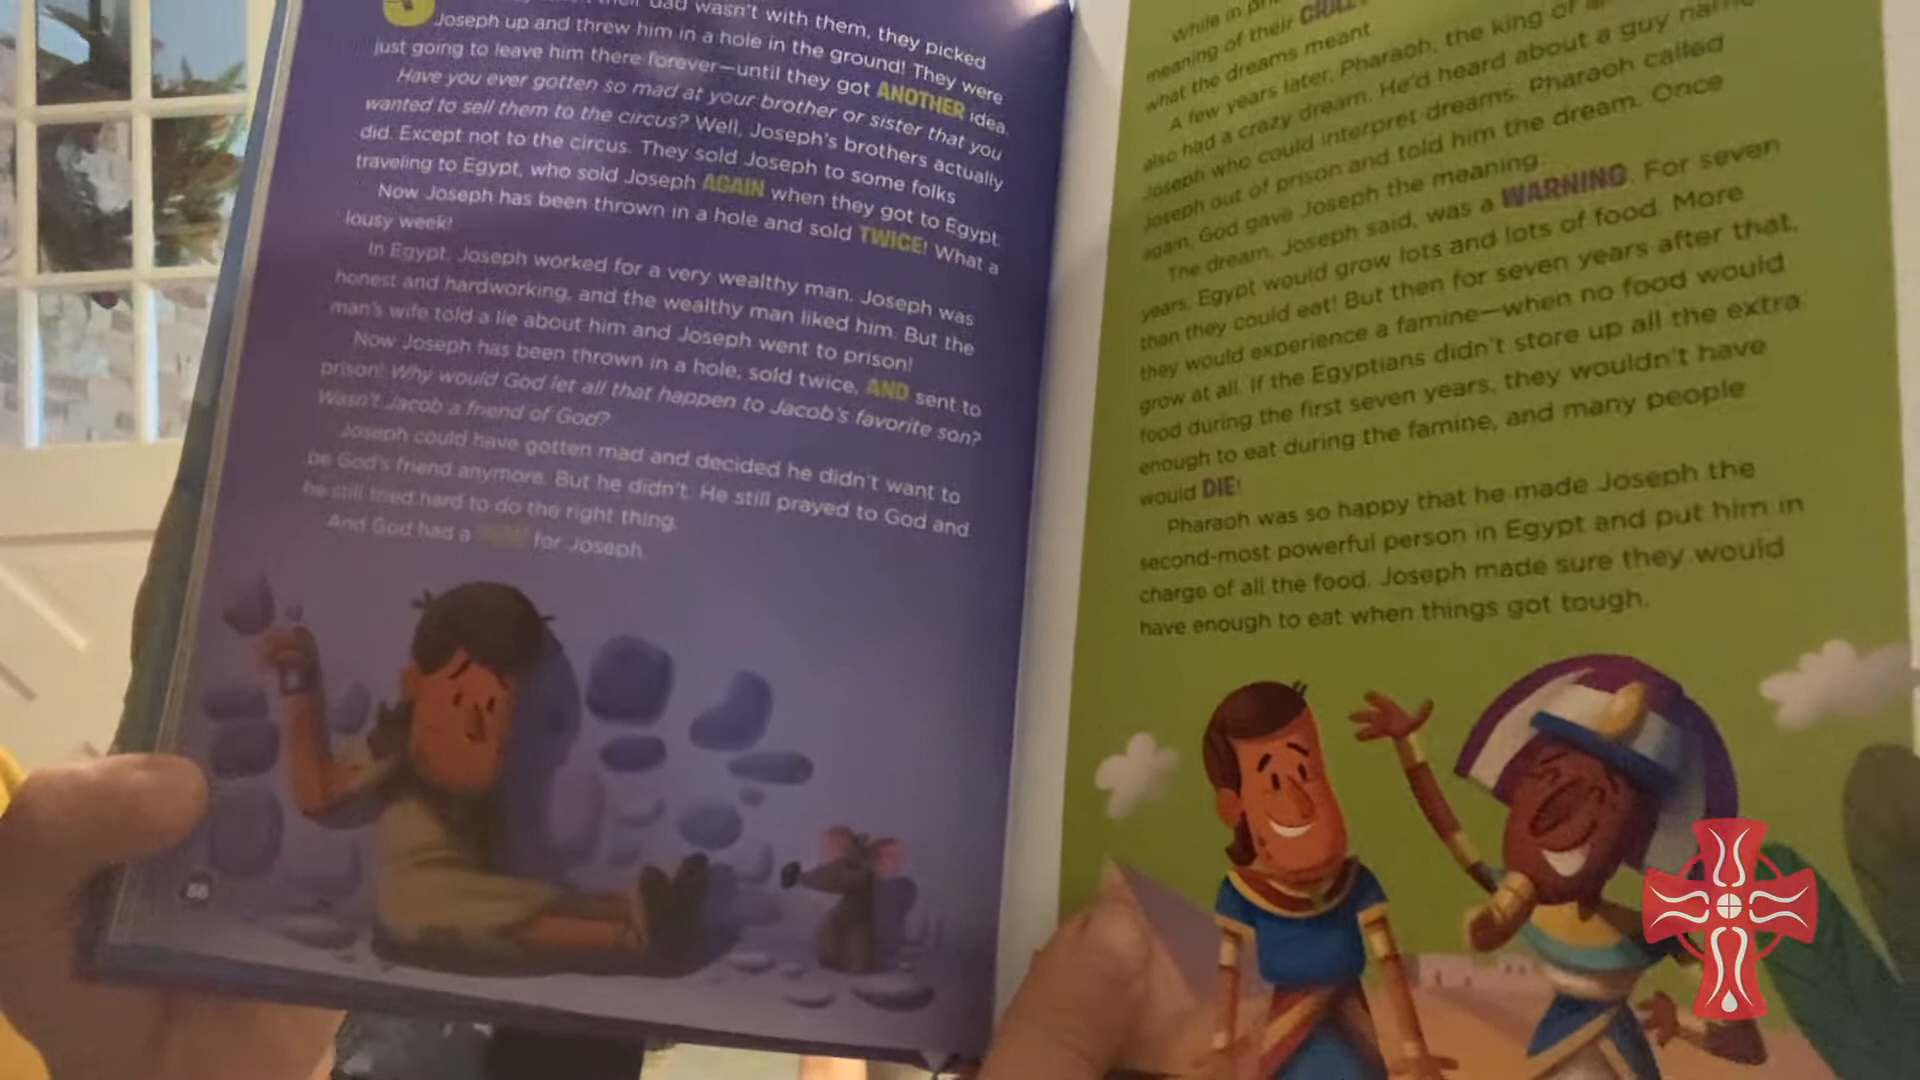 dad wasn't with them, they picked
Joseph up and threw him in a hole in the ground! They were
just going to leave him there forever—until they got ANOTHER idea.
Have you ever gotten so mad at your brother or sister that you
wanted to sell them to the circus? Well, Joseph's brothers actually
did. Except not to the circus. They sold Joseph to some folks
traveling to Egypt, who sold Joseph AGAIN when they got to Egypt.
Now Joseph has been thrown in a hole and sold TWICE! What a
lousy week!
In Egypt, Joseph worked for a very wealthy man. Joseph was
honest and hardworking, and the wealthy man liked him. But the
man's wife told a lie about him and Joseph went to prison!
Now Joseph has been thrown in a hole, sold twice, AND sent to
prison! Why would God let all that happen to Jacob's favorite son?
Wasn't Jacob a friend of God?
Joseph could have gotten mad and decided he didn't want to
be God's friend anymore. But he didn't. He still prayed to God and
he still tried hard to do the right thing.
And God had a for Joseph.
While in
meaning of their
what the dreams meant.
A few years later, Pharaoh, the king of
also had a crazy dream. He'd heard about a guy
Joseph who could interpret dreams. Pharaoh called
Joseph out of prison and told him the dream. Once
again, God gave Joseph the meaning.
The dream, Joseph said, was a WARNING. For seven
years, Egypt would grow lots and lots of food. More
than they could eat! But then for seven years after that,
they would experience a famine—when no food would
grow at all. If the Egyptians didn't store up all the extra
food during the first seven years, they wouldn't have
enough to eat during the famine, and many people
would DIE!
Pharaoh was so happy that he made Joseph the
second-most powerful person in Egypt and put him in
charge of all the food. Joseph made sure they would
have enough to eat when things got tough.